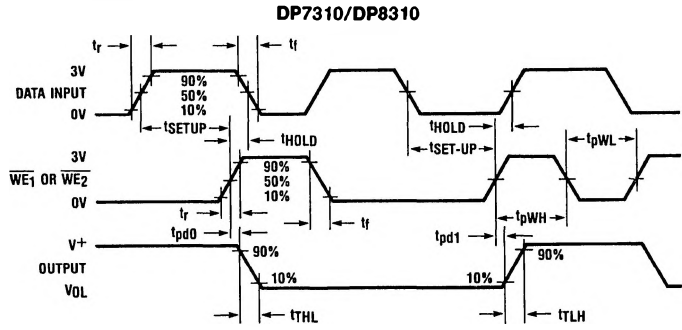 DP7310/DP8310
tr
tf
3V
DATA INPUT
0V
90%
50%
10%
tSETUP
tHOLD
tHOLD
tSET-UP
tpWL
3V
WE1 OR WE2
0V
90%
50%
10%
tr
tf
tpWH
tpd0
tpd1
V+
OUTPUT
VOL
90%
10%
10%
90%
tTHL
tTLH